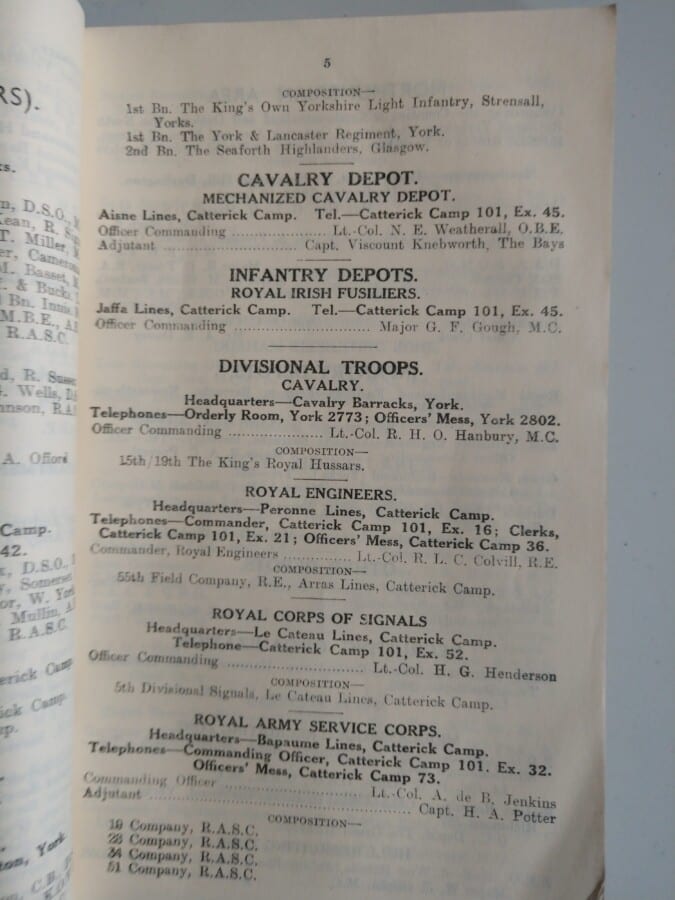 5
COMPOSITION—
1st Bn. The King's Own Yorkshire Light Infantry, Strensall,
Yorks.
1st Bn. The York & Lancaster Regiment, York.
2nd Bn. The Seaforth Highlanders, Glasgow.
CAVALRY DEPOT.
MECHANIZED CAVALRY DEPOT.
Aisne Lines, Catterick Camp. Tel.—Catterick Camp 101, Ex. 45.
Officer Commanding .................. Lt.-Col. N. E. Weatherall, O.B.E.
Adjutant ........................ Capt. Viscount Knebworth, The Bays
INFANTRY DEPOTS.
ROYAL IRISH FUSILIERS.
Jaffa Lines, Catterick Camp. Tel.—Catterick Camp 101, Ex. 45.
Officer Commanding ........................ Major G. F. Gough, M.C.
DIVISIONAL TROOPS.
CAVALRY.
Headquarters—Cavalry Barracks, York.
Telephones—Orderly Room, York 2773; Officers' Mess, York 2802.
Officer Commanding ................ Lt.-Col. R. H. O. Hanbury, M.C.
COMPOSITION—
15th/19th The King's Royal Hussars.
ROYAL ENGINEERS.
Headquarters—Peronne Lines, Catterick Camp.
Telephones—Commander, Catterick Camp 101, Ex. 16; Clerks,
Catterick Camp 101, Ex. 21; Officers' Mess, Catterick Camp 36.
Commander, Royal Engineers .............. Lt.-Col. R. L. C. Colvill, R.E.
COMPOSITION—
55th Field Company, R.E., Arras Lines, Catterick Camp.
ROYAL CORPS OF SIGNALS
Headquarters—Le Cateau Lines, Catterick Camp.
Telephone—Catterick Camp 101, Ex. 52.
Officer Commanding ........................ Lt.-Col. H. G. Henderson
COMPOSITION—
5th Divisional Signals, Le Cateau Lines, Catterick Camp.
ROYAL ARMY SERVICE CORPS.
Headquarters—Bapaume Lines, Catterick Camp.
Telephones—Commanding Officer, Catterick Camp 101. Ex. 32.
Officers' Mess, Catterick Camp 73.
Commanding Officer ........................ Lt.-Col. A. de B. Jenkins
Adjutant ........................................ Capt. H. A. Potter
COMPOSITION—
19 Company, R.A.S.C.
23 Company, R.A.S.C.
34 Company, R.A.S.C.
51 Company, R.A.S.C.